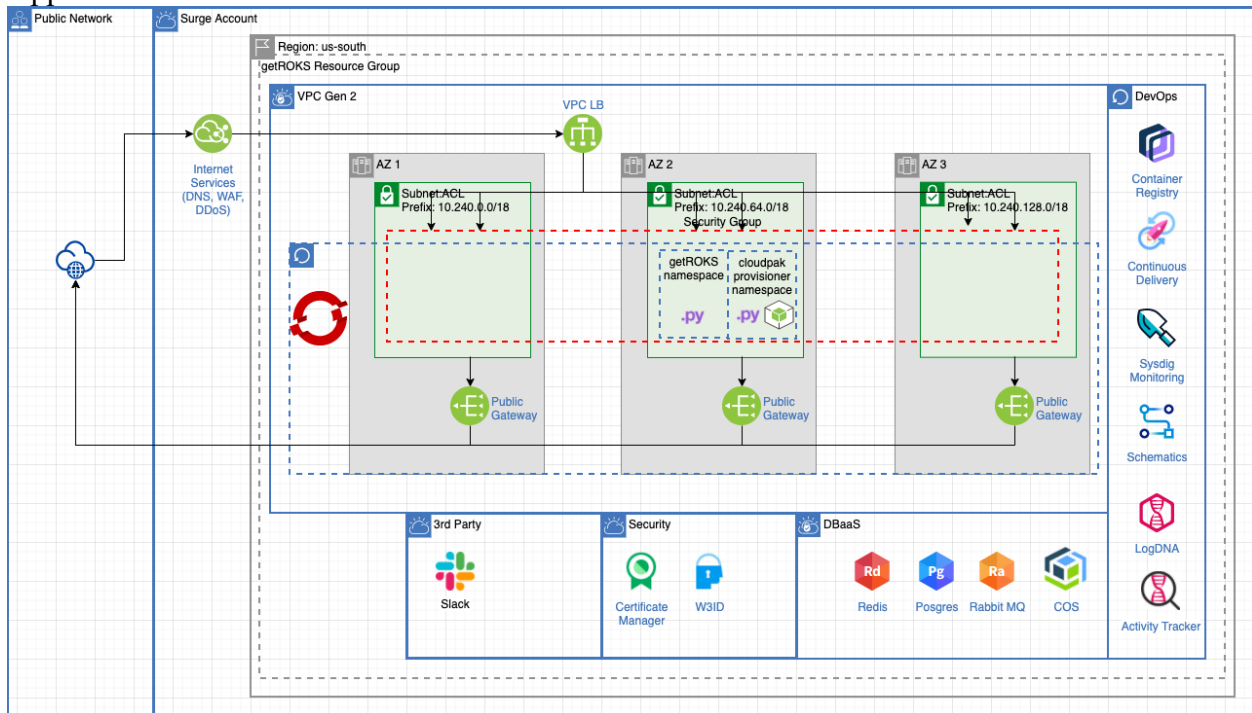 Public Network
Surge Account
Region: us-south
getROKS Resource Group
VPC Gen 2
VPC LB
DevOps
Internet
Services
(DNS, WAF,
DDoS)
AZ 1
Subnet:ACL
Prefix: 10.240.0.0/18
AZ 2
Subnet:ACL
Prefix: 10.240.64.0/18
Security Group
AZ 3
Subnet:ACL
Prefix: 10.240.128.0/18
getROKS
namespace
.py
cloudpak
provisioner
namespace
.py
Public
Gateway
Public
Gateway
Public
Gateway
Container
Registry
Continuous
Delivery
Sysdig
Monitoring
Schematics
LogDNA
Activity Tracker
3rd Party
Slack
Security
Certificate
Manager
W3ID
DBaaS
Rd
Redis
Pg
Posgres
Ra
Rabbit MQ
COS